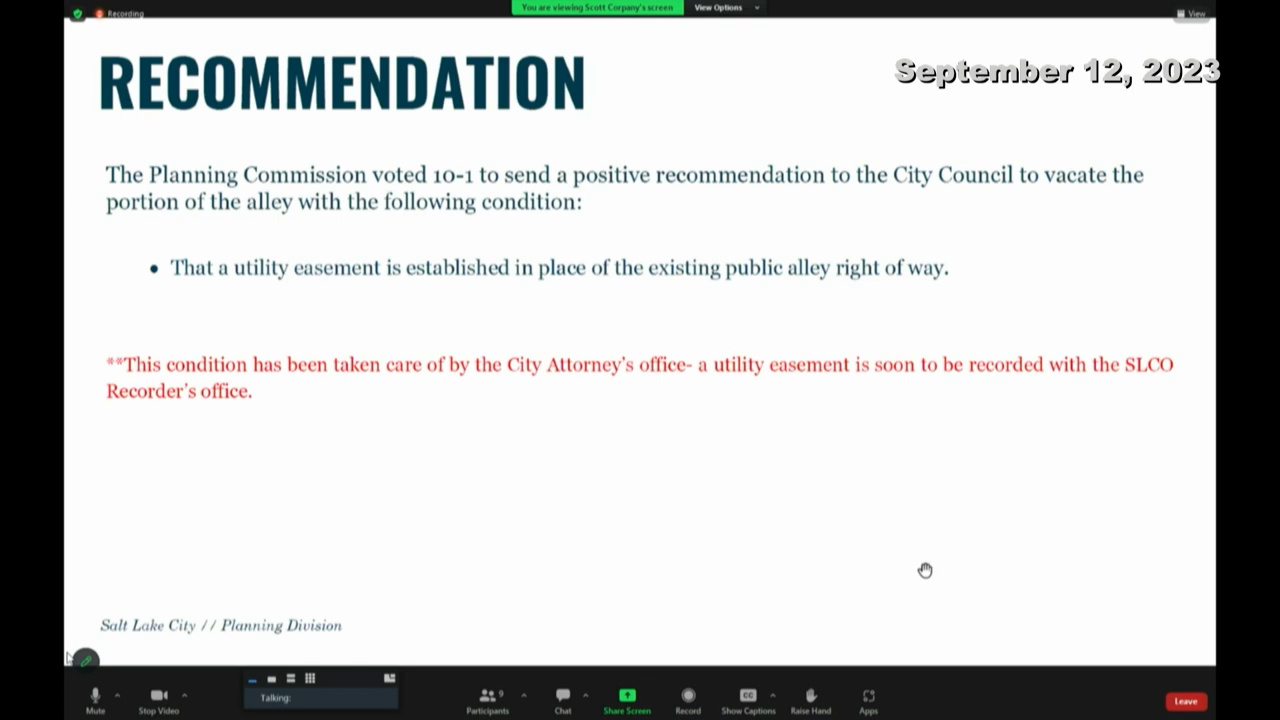 Recording
You are viewing Scott Corpany's screen
View Options
View
RECOMMENDATION
September 12, 2023
The Planning Commission voted 10-1 to send a positive recommendation to the City Council to vacate the
portion of the alley with the following condition:
• That a utility easement is established in place of the existing public alley right of way.
**This condition has been taken care of by the City Attorney's office- a utility easement is soon to be recorded with the SLCO
Recorder's office.
Salt Lake City // Planning Division
Talking:
Mute
Stop Video
9
Participants
Chat
Share Screen
Record
CC
Show Captions
Raise Hand
Apps
Leave